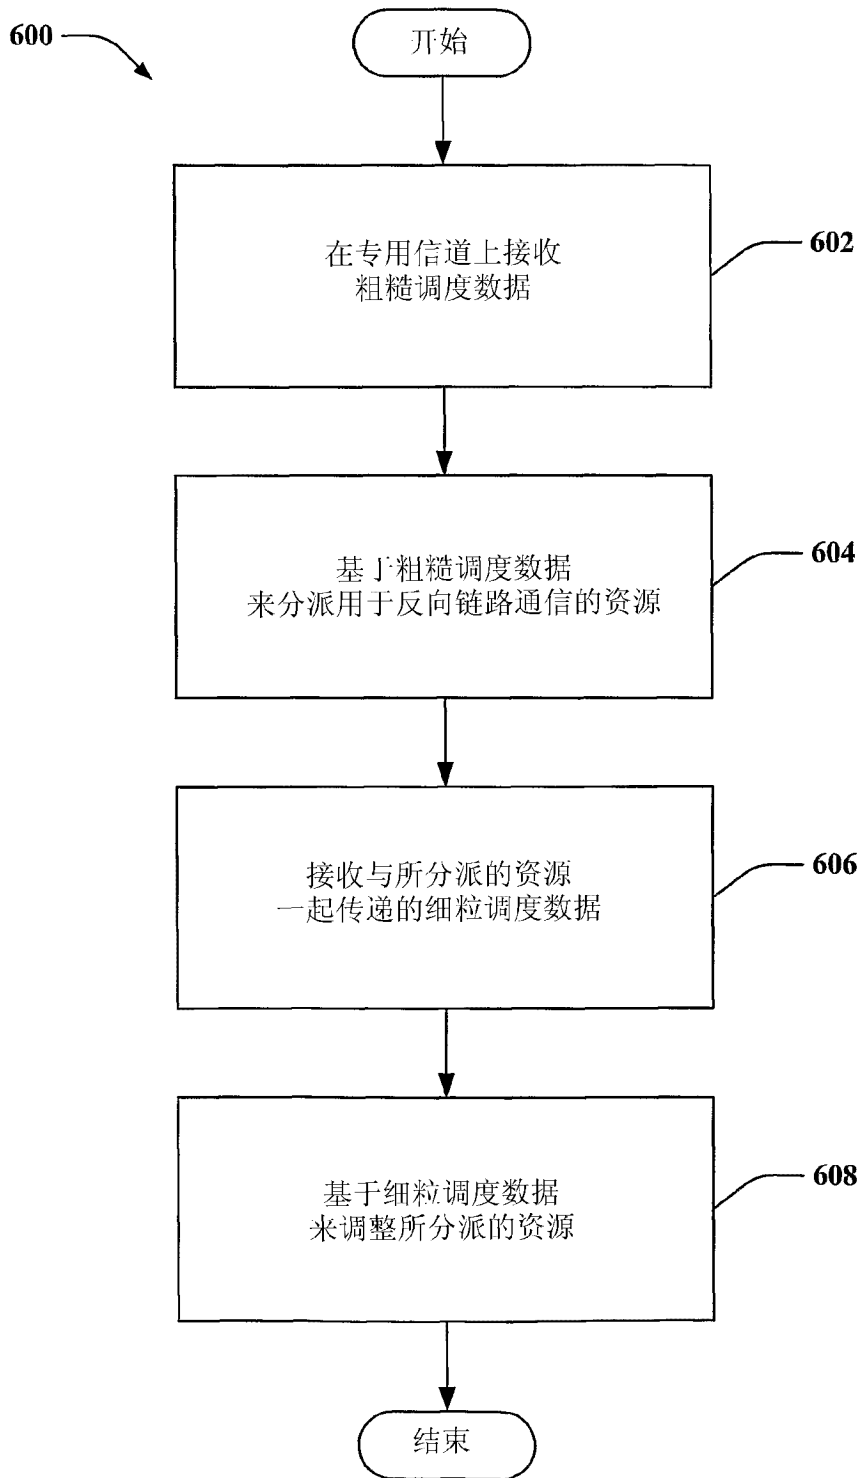 600
开始
在专用信道上接收
粗糙调度数据
602
基于粗糙调度数据
来分派用于反向链路通信的资源
604
接收与所分派的资源
一起传递的细粒调度数据
606
基于细粒调度数据
来调整所分派的资源
608
结束